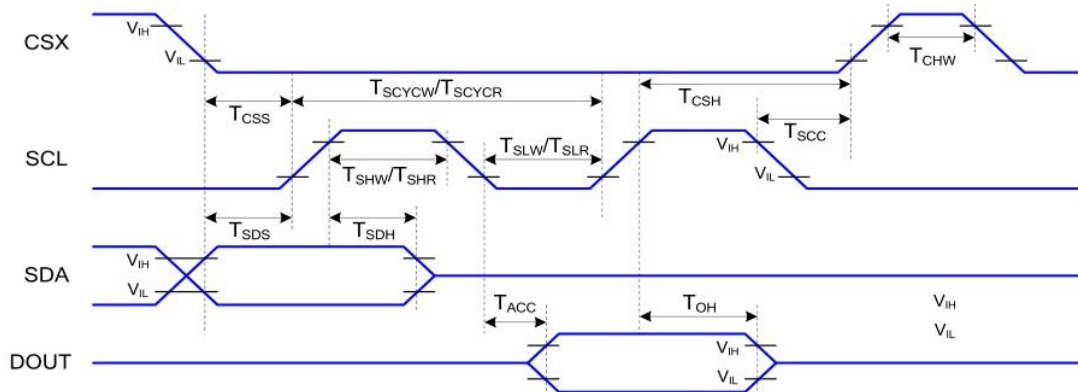 CSX
V_IH
V_IL
T_CHW
T_SCYCW/T_SCYCR
T_CSS
T_CSH
T_SCC
SCL
T_SLW/T_SLR
V_IH
T_SHW/T_SHR
V_IL
T_SDS
T_SDH
SDA
V_IH
V_IL
T_ACC
T_OH
V_IH
V_IL
DOUT
V_IH
V_IL